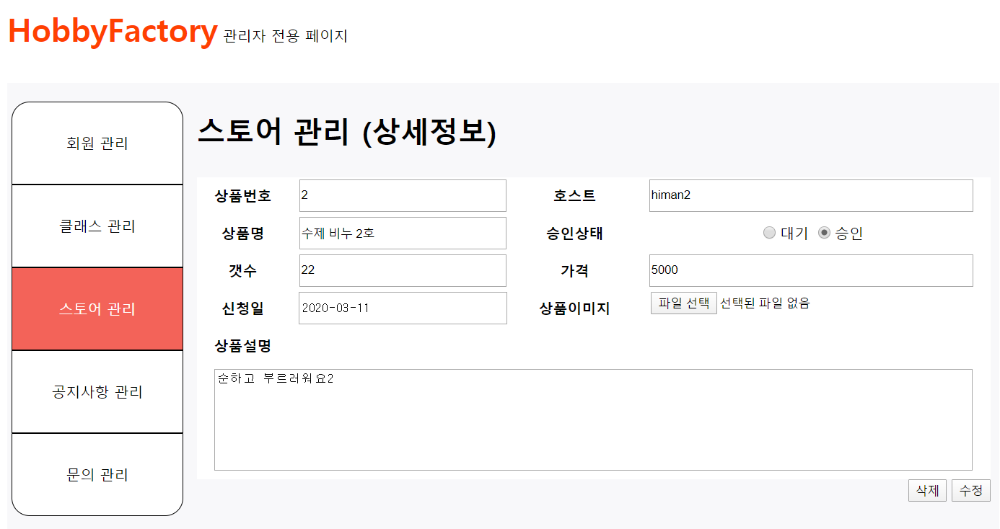 HobbyFactory 관리자 전용 페이지
회원 관리
클래스 관리
스토어 관리
공지사항 관리
문의 관리
스토어 관리 (상세정보)
상품번호 2 호스트 himan2
상품명 수제 비누 2호 승인상태 대기 승인
갯수 22 가격 5000
신청일 2020-03-11 상품이미지 파일 선택 선택된 파일 없음
상품설명
순하고 부르러워요2
삭제 수정